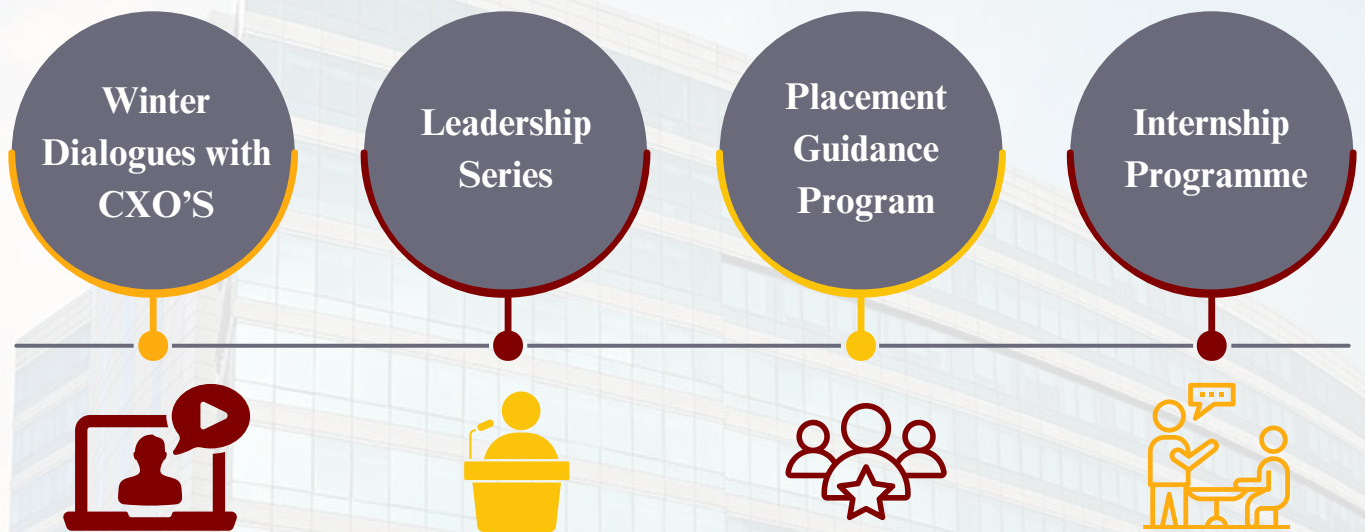 Winter
Dialogues with
CXO’S
Leadership
Series
Placement
Guidance
Program
Internship
Programme